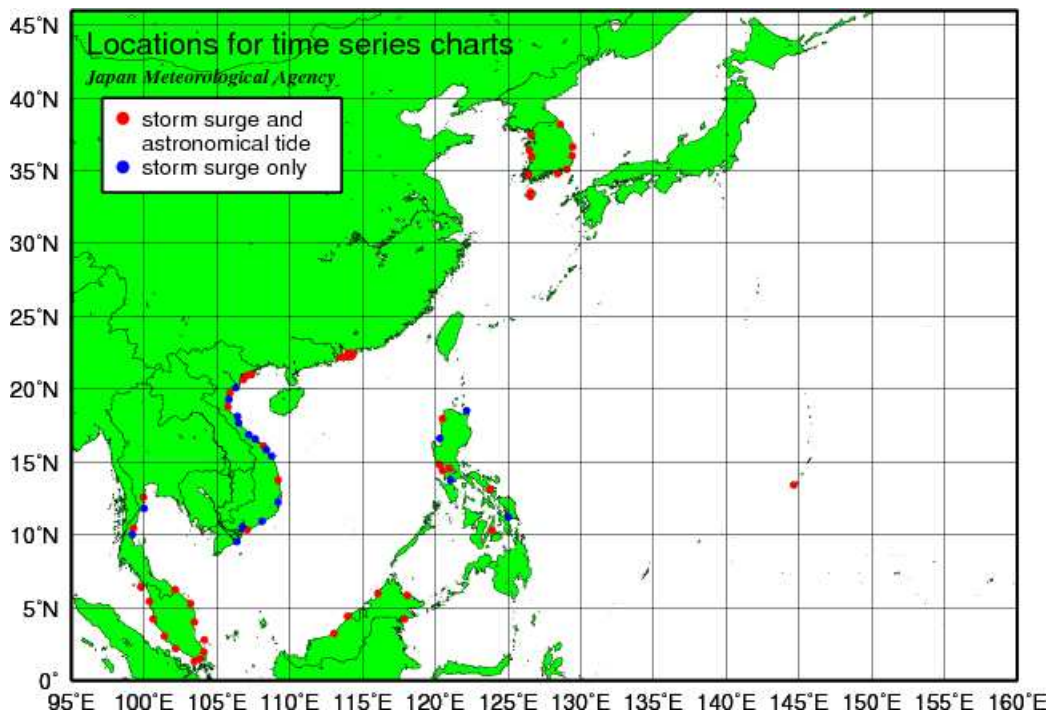 45°N
Locations for time series charts
Japan Meteorological Agency
40°N
storm surge and
astronomical tide
storm surge only
35°N
30°N
25°N
20°N
15°N
10°N
5°N
0°
95°E 100°E 105°E 110°E 115°E 120°E 125°E 130°E 135°E 140°E 145°E 150°E 155°E 160°E